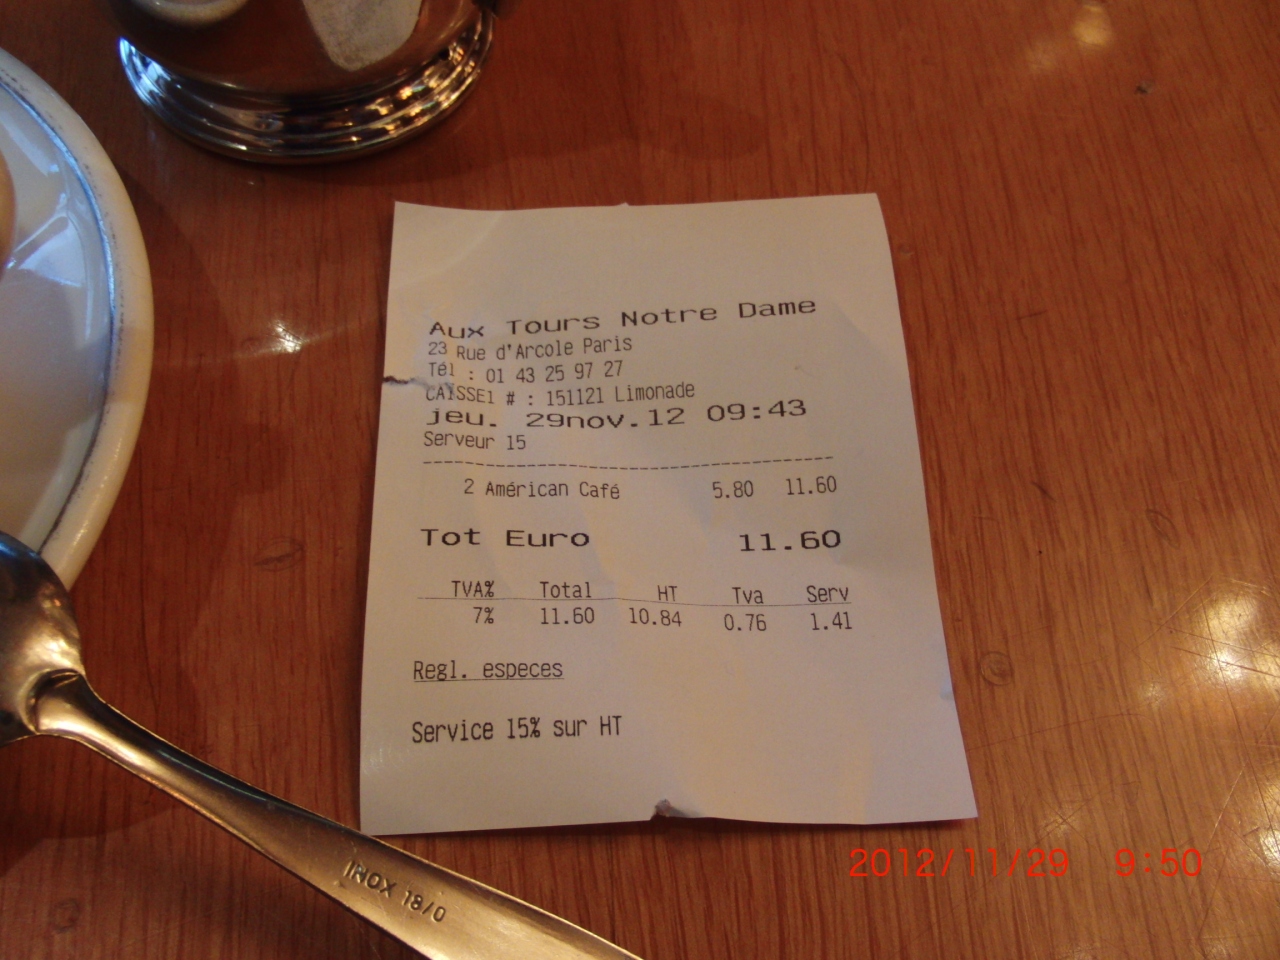 Aux Tours Notre Dame
23 Rue d'Arcole Paris
Tél : 01 43 25 97 27
CAISSE1 # : 151121 Limonade
jeu. 29nov.12 09:43
Serveur 15
2 Américan Café 5.80 11.60
Tot Euro 11.60
TVA% Total HT Tva Serv
7% 11.60 10.84 0.76 1.41
Regl. especes
Service 15% sur HT
INOX 18/0
2012/11/29 9:50